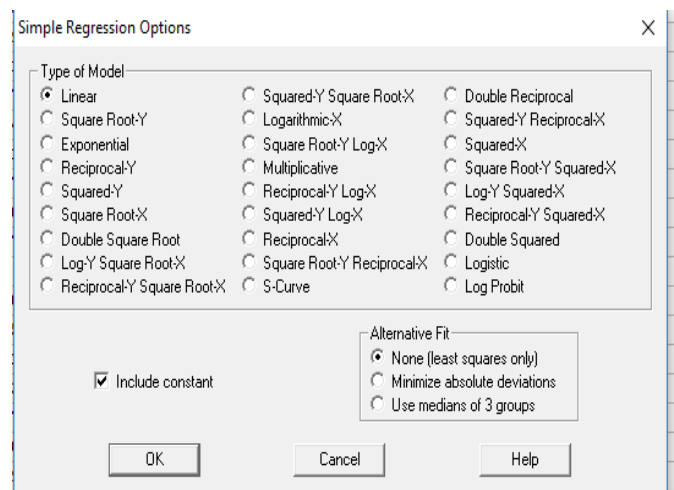 Simple Regression Options
Type of Model
Linear
Square Root-Y
Exponential
Reciprocal-Y
Squared-Y
Square Root-X
Double Square Root
Log-Y Square Root-X
Reciprocal-Y Square Root-X
Squared-Y Square Root-X
Logarithmic-X
Square Root-Y Log-X
Multiplicative
Reciprocal-Y Log-X
Squared-Y Log-X
Reciprocal-X
Square Root-Y Reciprocal-X
S-Curve
Double Reciprocal
Squared-Y Reciprocal-X
Squared-X
Square Root-Y Squared-X
Log-Y Squared-X
Reciprocal-Y Squared-X
Double Squared
Logistic
Log Probit
Include constant
Alternative Fit
None (least squares only)
Minimize absolute deviations
Use medians of 3 groups
OK
Cancel
Help